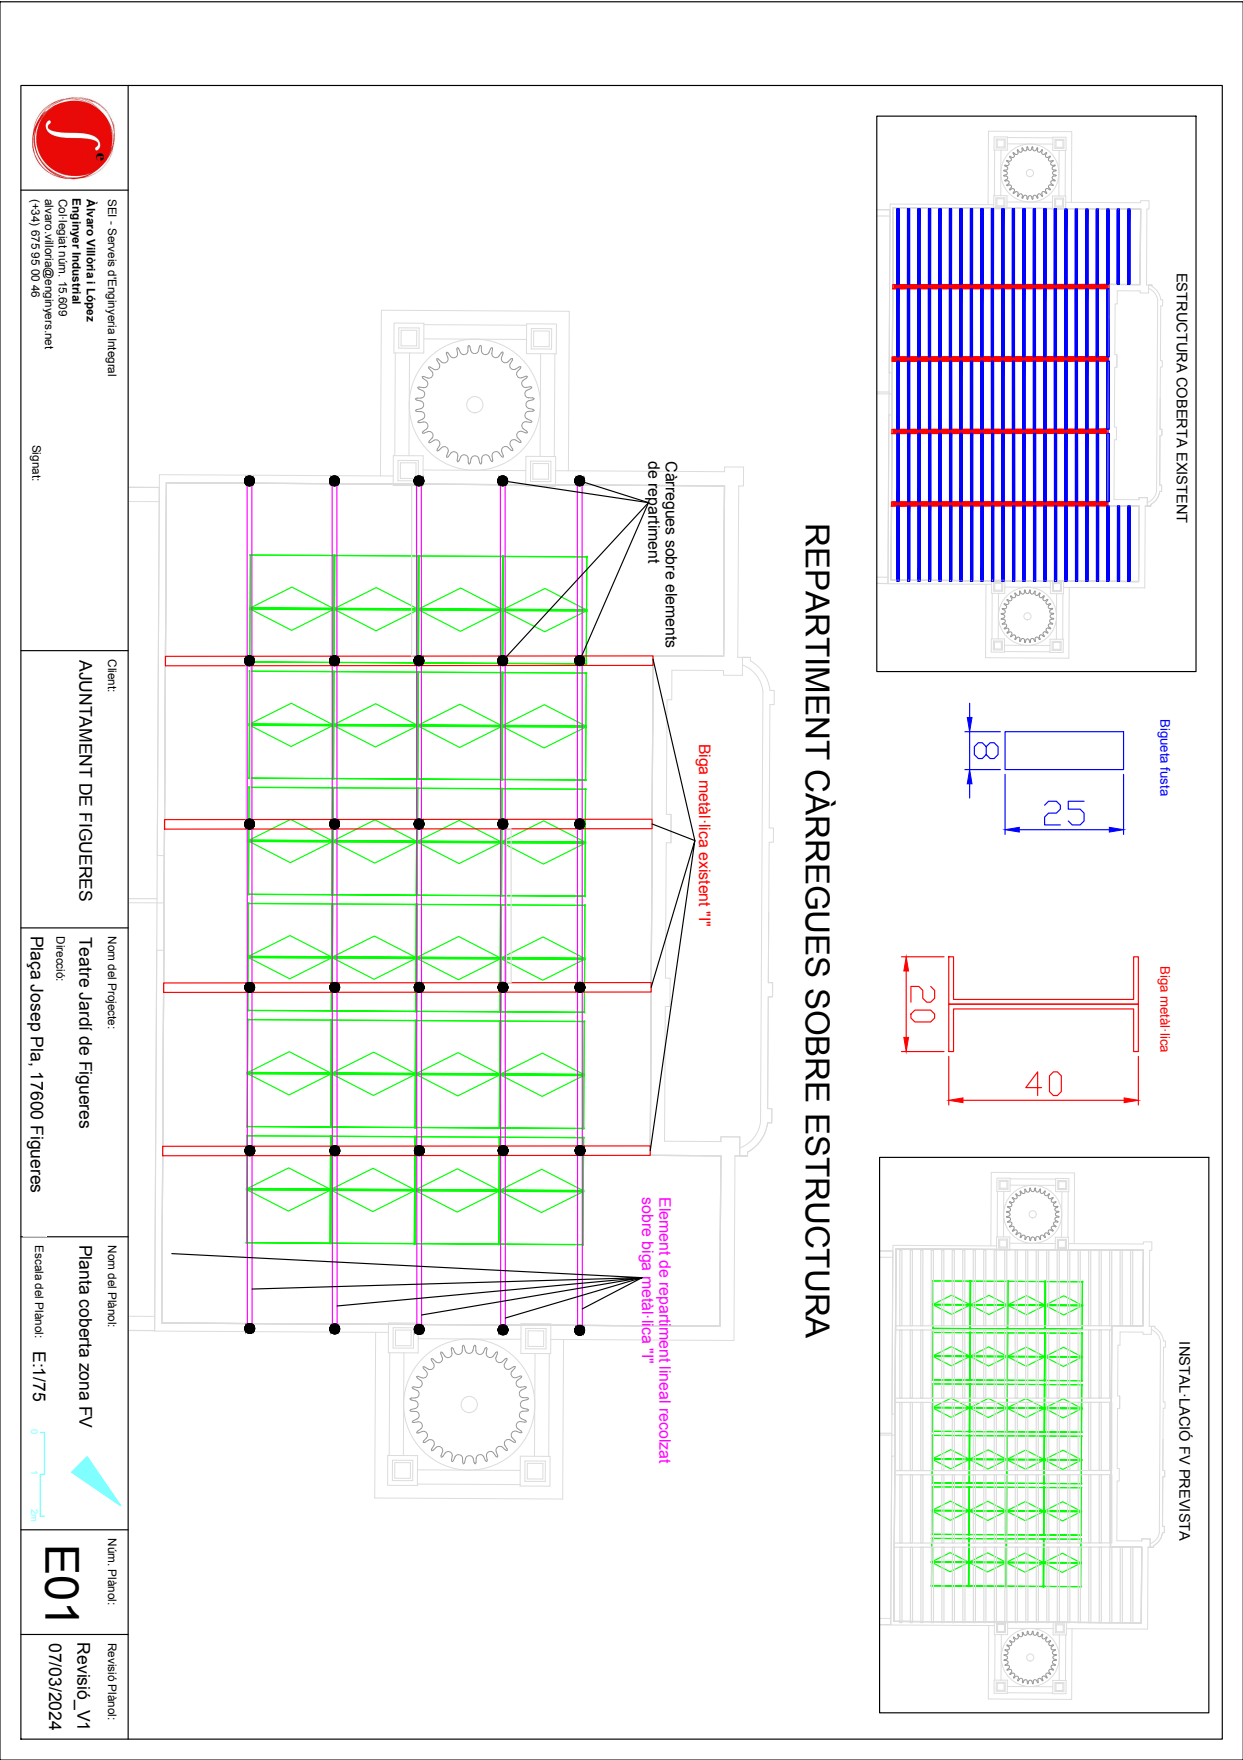 ESTRUCTURA COBERTA EXISTENT
Bigueta fusta
8
25
Biga metàl·lica
20
40
INSTAL·LACIÓ FV PREVISTA
REPARTIMENT CÀRREGUES SOBRE ESTRUCTURA
Càrregues sobre elements
de repartiment
Biga metàl·lica existent "I"
Element de repartiment lineal recolzat
sobre biga metàl·lica "I"
SEI - Serveis d'Enginyeria Integral
Àlvaro Villòria i López
Enginyer Industrial
Col·legiat núm. 15.609
alvaro.villoria@enginyers.net
(+34) 675 95 00 46
Signat:
Client:
AJUNTAMENT DE FIGUERES
Nom del Projecte:
Teatre Jardí de Figueres
Direcció:
Plaça Josep Pla, 17600 Figueres
Nom del Plànol:
Planta coberta zona FV
Escala del Plànol: E:1/75
0 1 2m
Núm. Plànol:
E01
Revisió Plànol:
Revisió_V1
07/03/2024